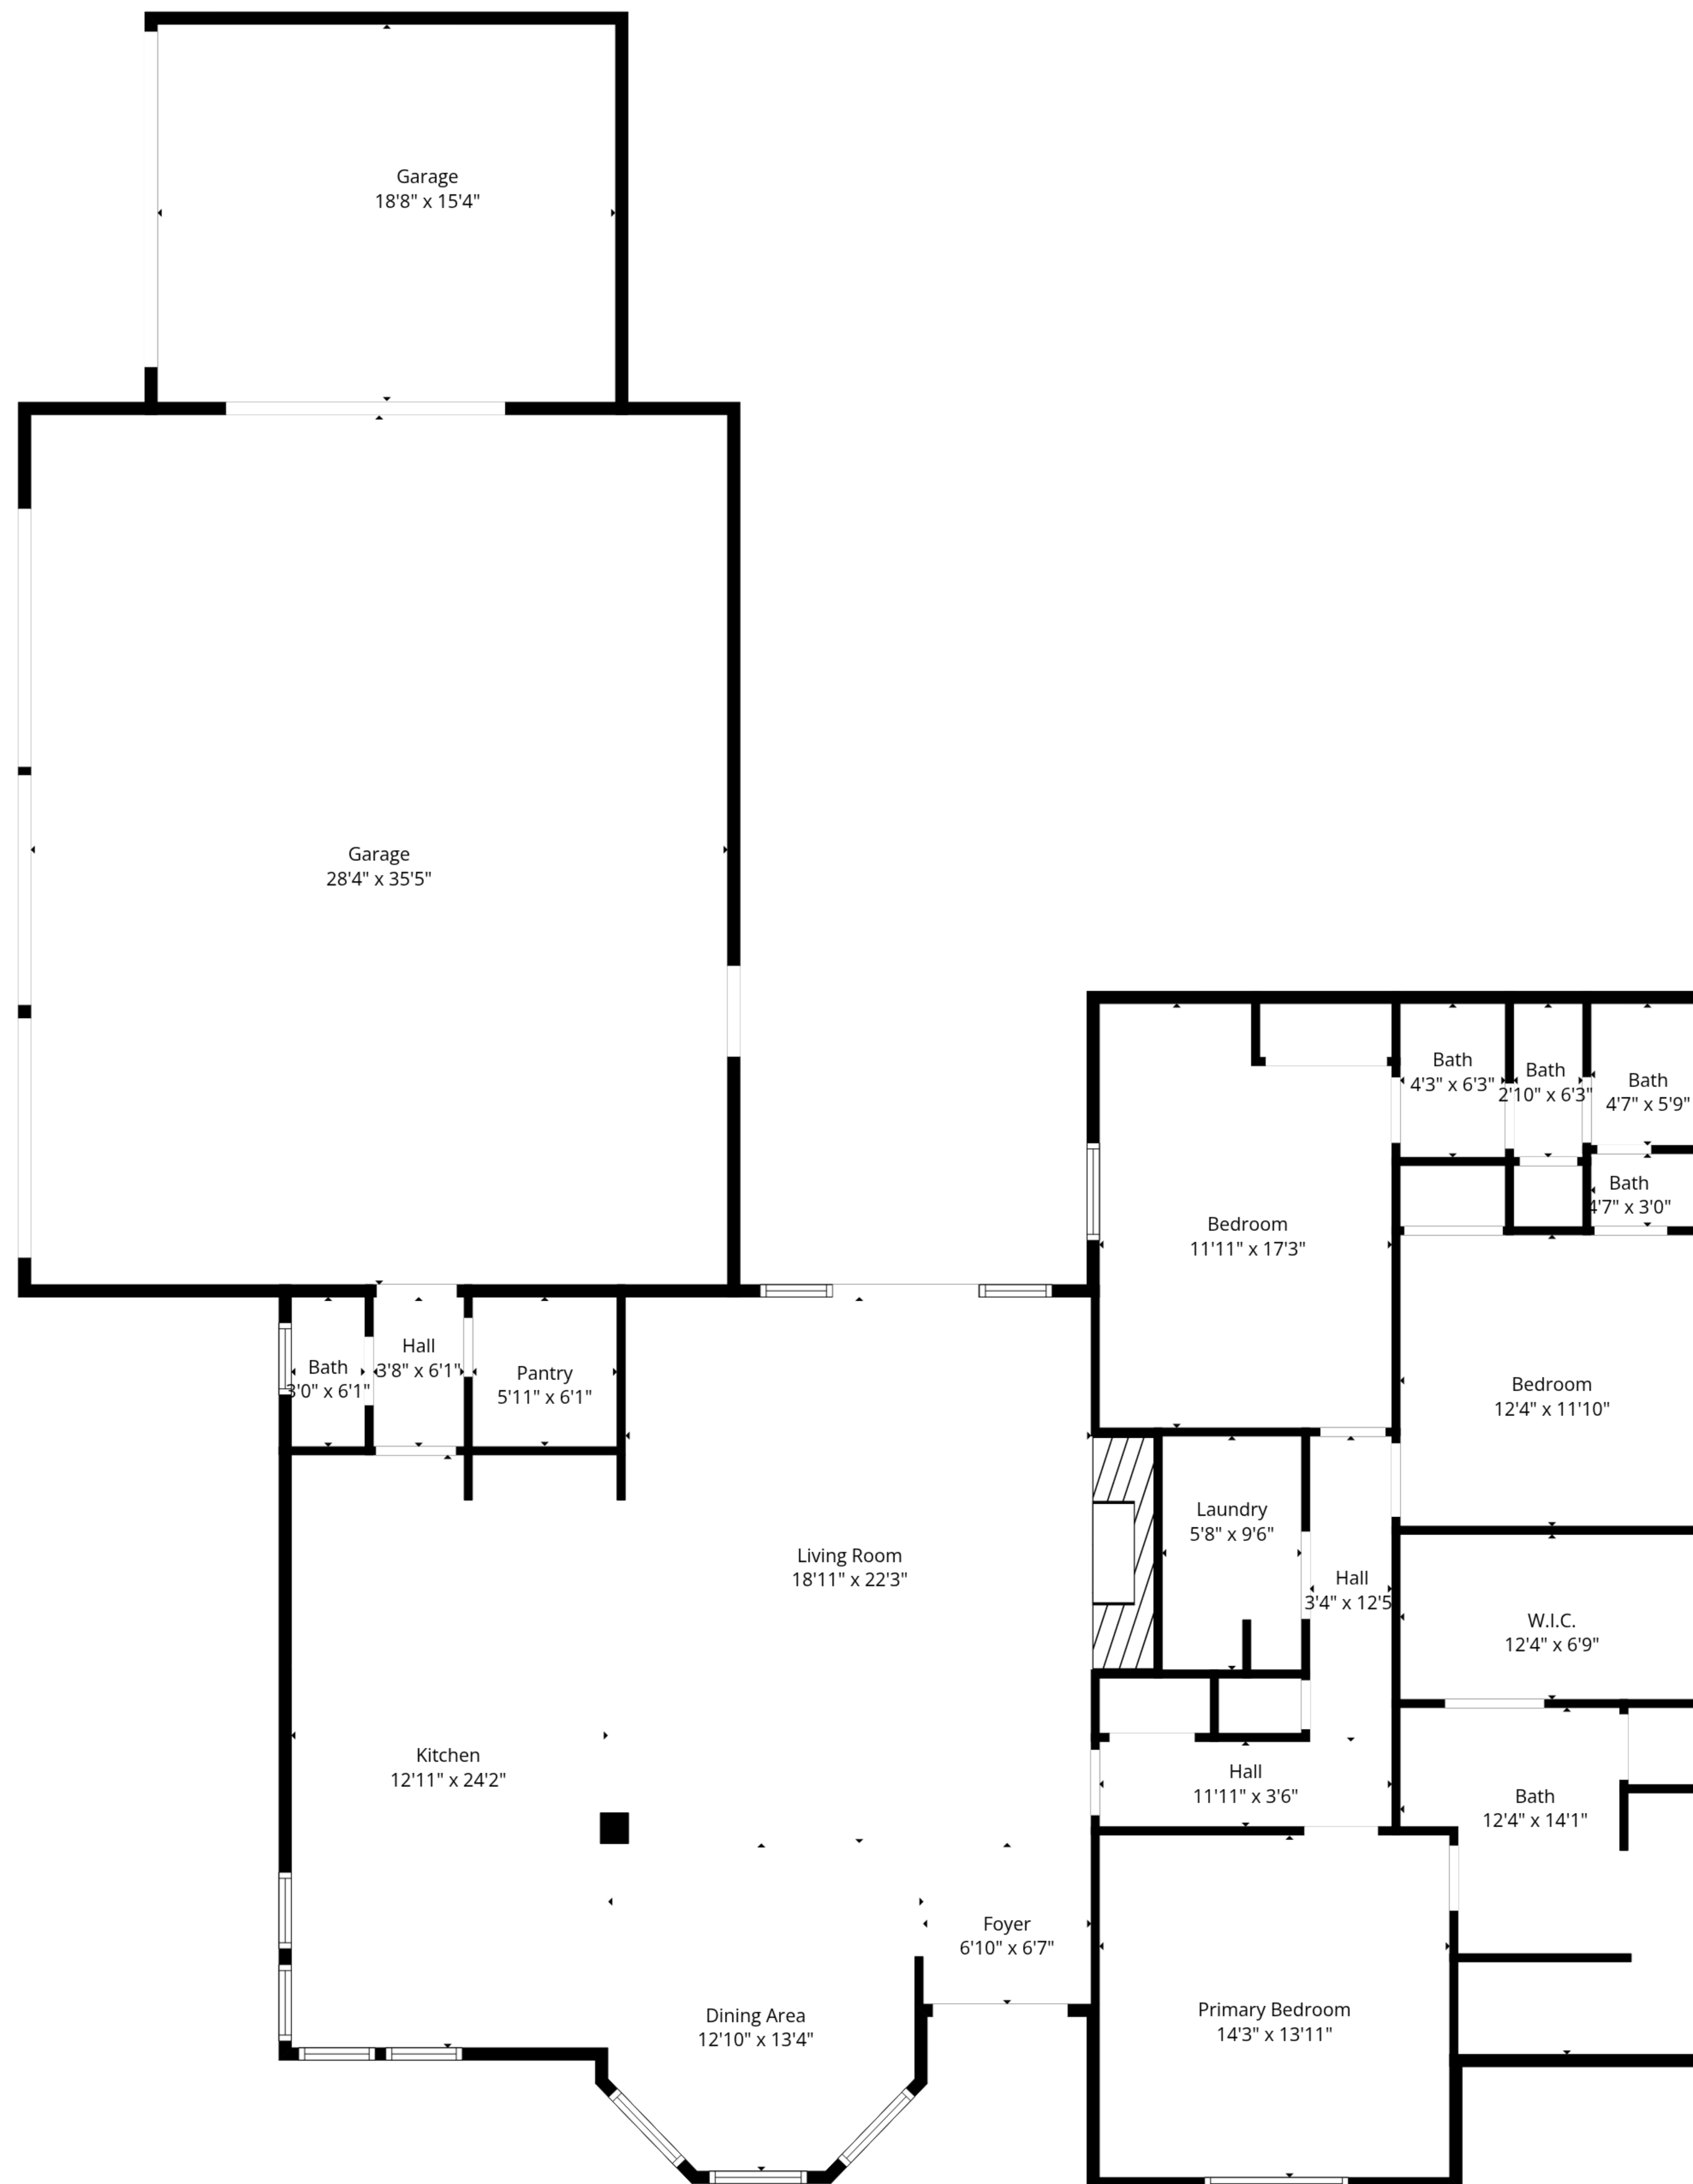 Garage
18'8" x 15'4"
Garage
28'4" x 35'5"
Bath
4'3" x 6'3"
Bath
2'10" x 6'3"
Bath
4'7" x 5'9"
Bath
4'7" x 3'0"
Bedroom
11'11" x 17'3"
Bath
3'0" x 6'1"
Hall
3'8" x 6'1"
Pantry
5'11" x 6'1"
Bedroom
12'4" x 11'10"
Living Room
18'11" x 22'3"
Laundry
5'8" x 9'6"
Hall
3'4" x 12'5
W.I.C.
12'4" x 6'9"
Kitchen
12'11" x 24'2"
Hall
11'11" x 3'6"
Bath
12'4" x 14'1"
Foyer
6'10" x 6'7"
Dining Area
12'10" x 13'4"
Primary Bedroom
14'3" x 13'11"